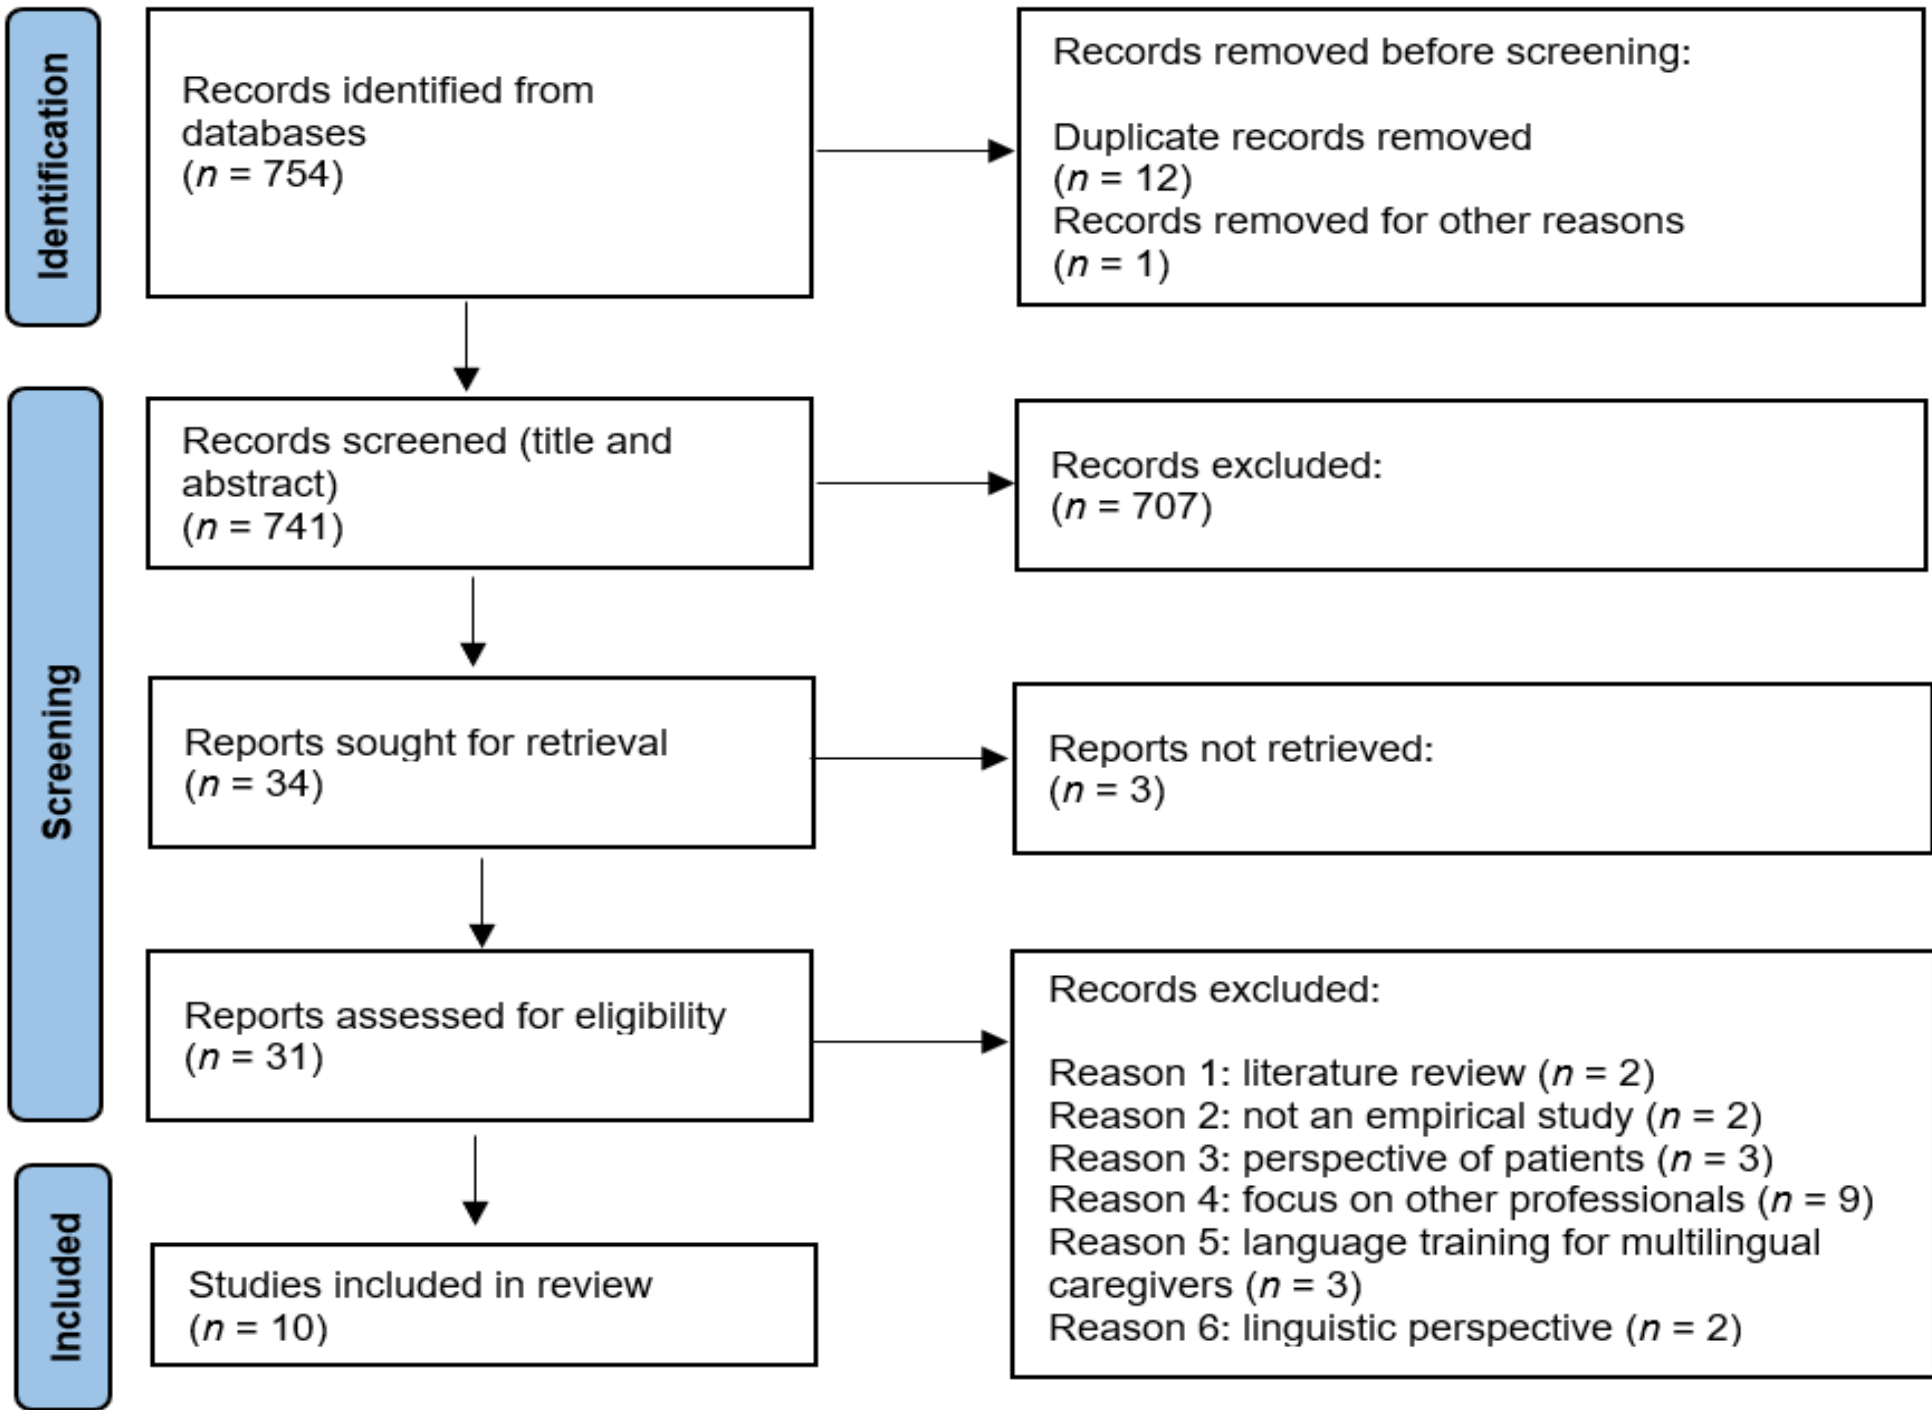 Identification
Records identified from
databases
(n = 754)
Records removed before screening:
Duplicate records removed
(n = 12)
Records removed for other reasons
(n = 1)
Screening
Records screened (title and
abstract)
(n = 741)
Records excluded:
(n = 707)
Reports sought for retrieval
(n = 34)
Reports not retrieved:
(n = 3)
Reports assessed for eligibility
(n = 31)
Records excluded:
Reason 1: literature review (n = 2)
Reason 2: not an empirical study (n = 2)
Reason 3: perspective of patients (n = 3)
Reason 4: focus on other professionals (n = 9)
Reason 5: language training for multilingual
caregivers (n = 3)
Reason 6: linguistic perspective (n = 2)
Included
Studies included in review
(n = 10)